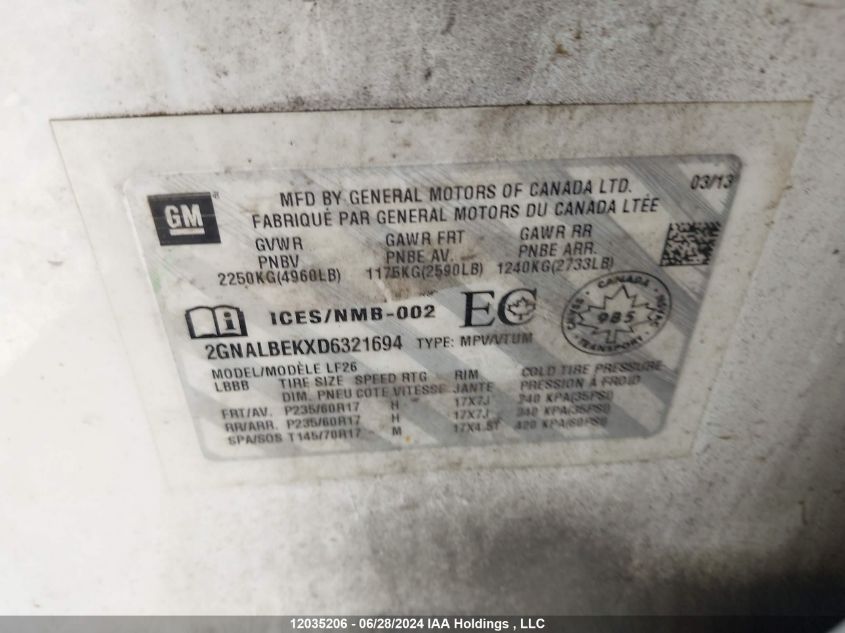 GM
MFD BY GENERAL MOTORS OF CANADA LTD. 03/13
FABRIQUÉ PAR GENERAL MOTORS DU CANADA LTÉE
GVWR GAWR FRT GAWR RR
PNBV PNBE AV. PNBE ARR.
2250KG(4960LB) 1175KG(2590LB) 1240KG(2733LB)
ICES/NMB-002 EC
CANADA 985 TRANSPORT
2GNALBEKXD6321694 TYPE: MPV/VTUM
MODEL/MODÈLE LF26
LBBB TIRE SIZE SPEED RTG RIM COLD TIRE PRESSURE
DIM. PNEU COTE VITESSE JANTE PRESSION À FROID
FRT/AV. P235/60R17 H 17X7J 240 KPA(35PSI)
RR/ARR. P235/60R17 H 17X7J 240 KPA(35PSI)
SPA/SOS T145/70R17 M 17X4.5T 420 KPA(60PSI)
12035206 - 06/28/2024 IAA Holdings , LLC